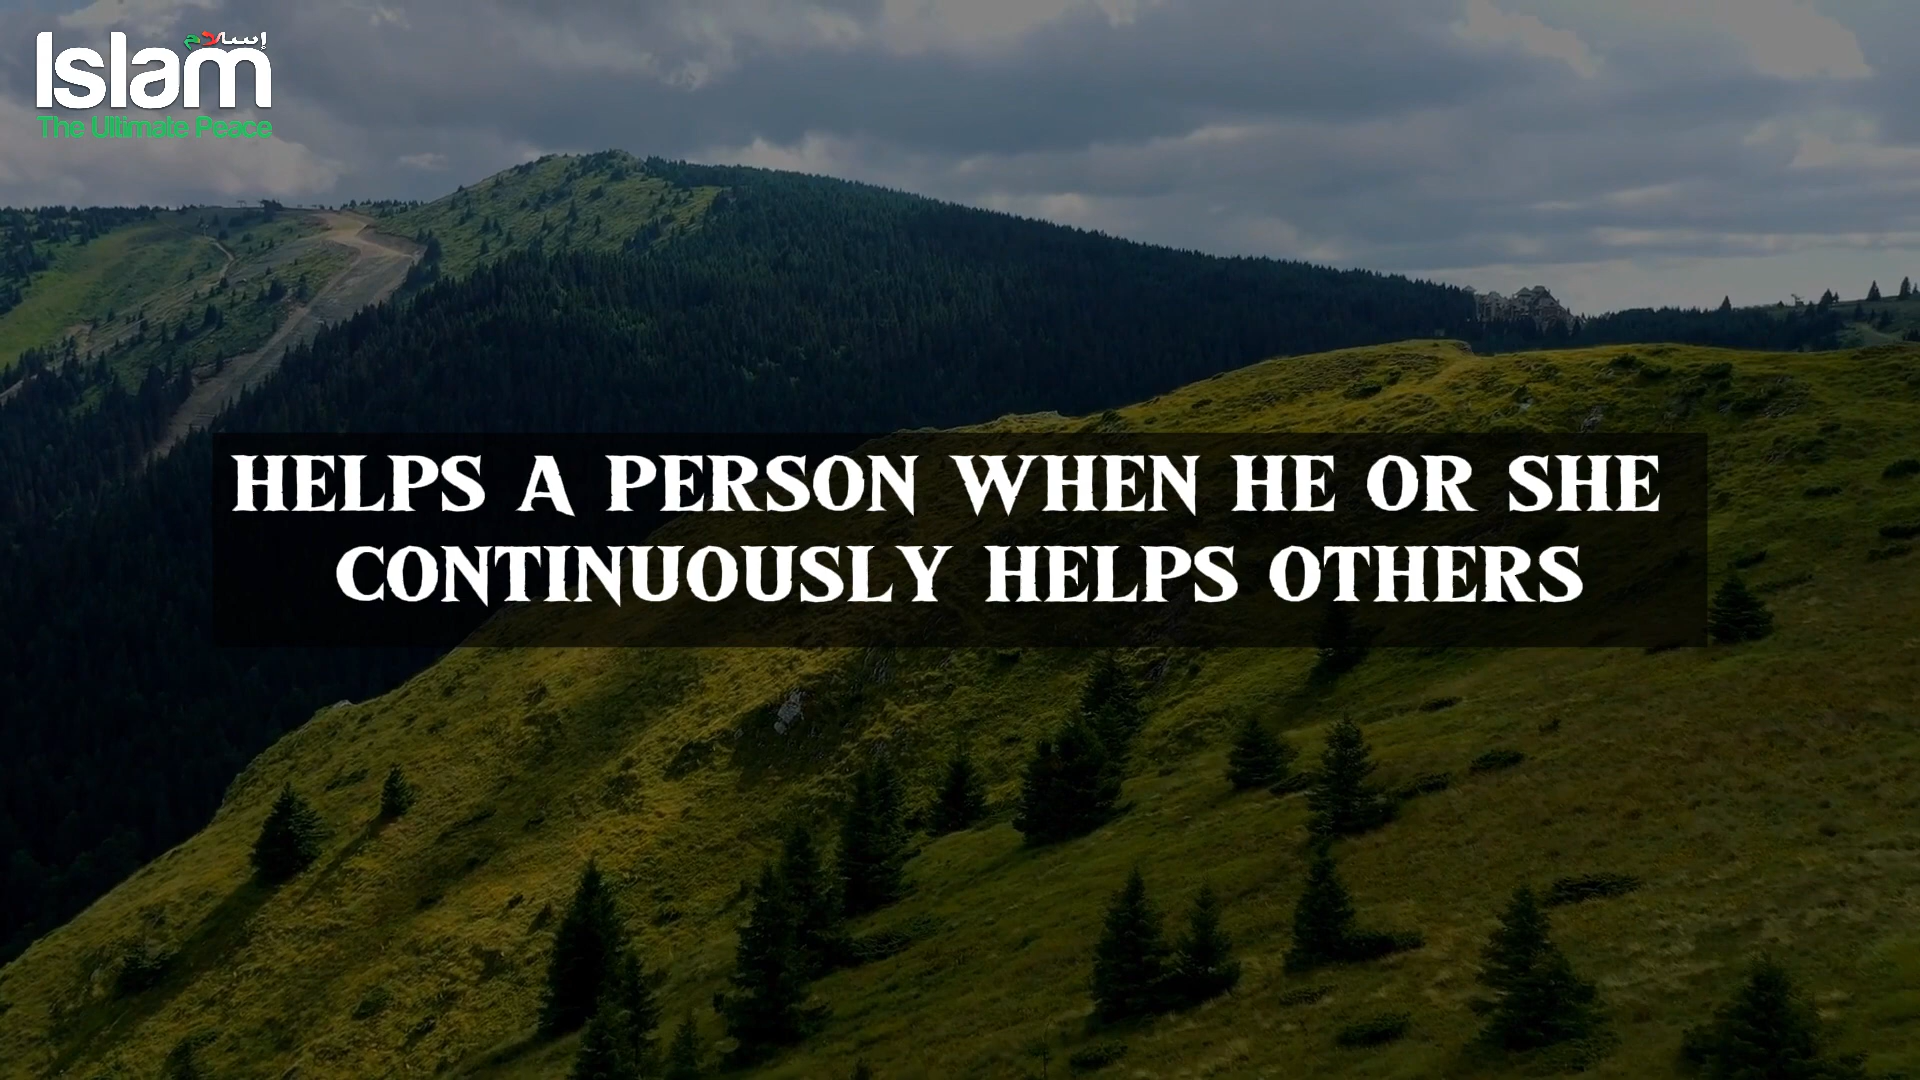 إسلام
Islam
The Ultimate Peace
HELPS A PERSON WHEN HE OR SHE
CONTINUOUSLY HELPS OTHERS